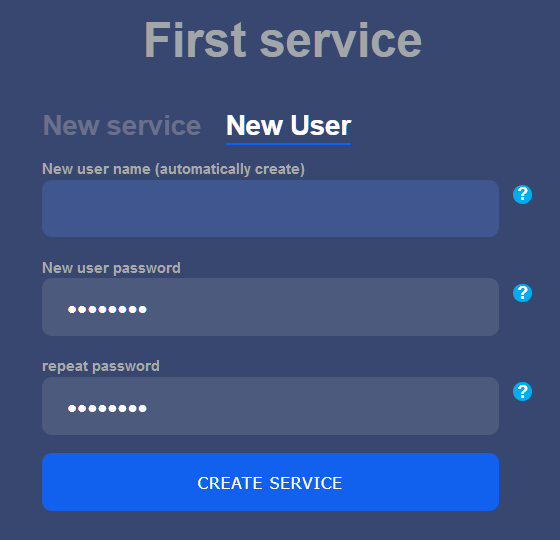 First service
New service New User
New user name (automatically create)
?
New user password
••••••••
?
repeat password
••••••••
?
CREATE SERVICE